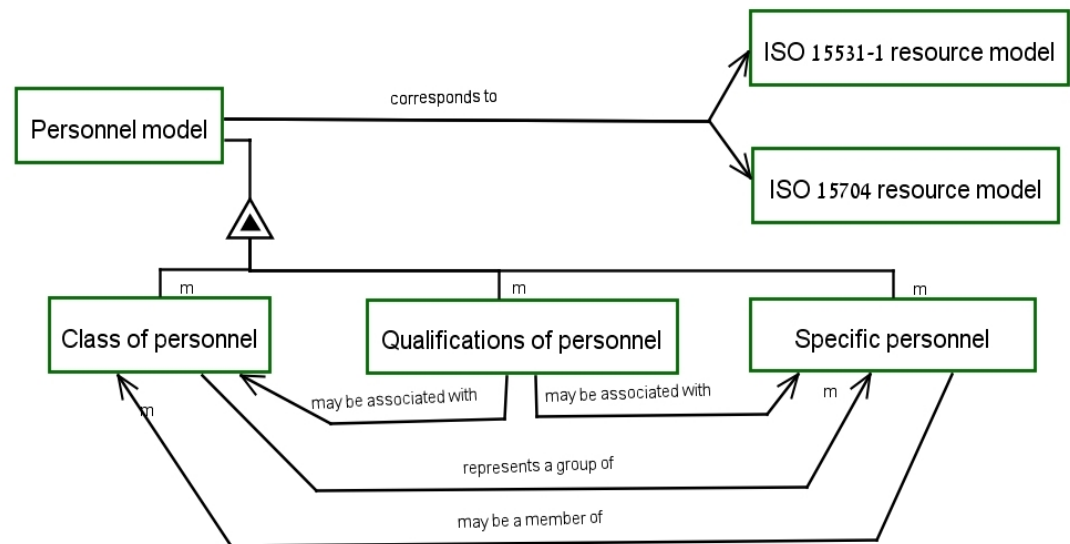 ISO 15531-1 resource model
corresponds to
Personnel model
ISO 15704 resource model
m
m
m
Class of personnel
Qualifications of personnel
Specific personnel
may be associated with
may be associated with
m
m
represents a group of
may be a member of